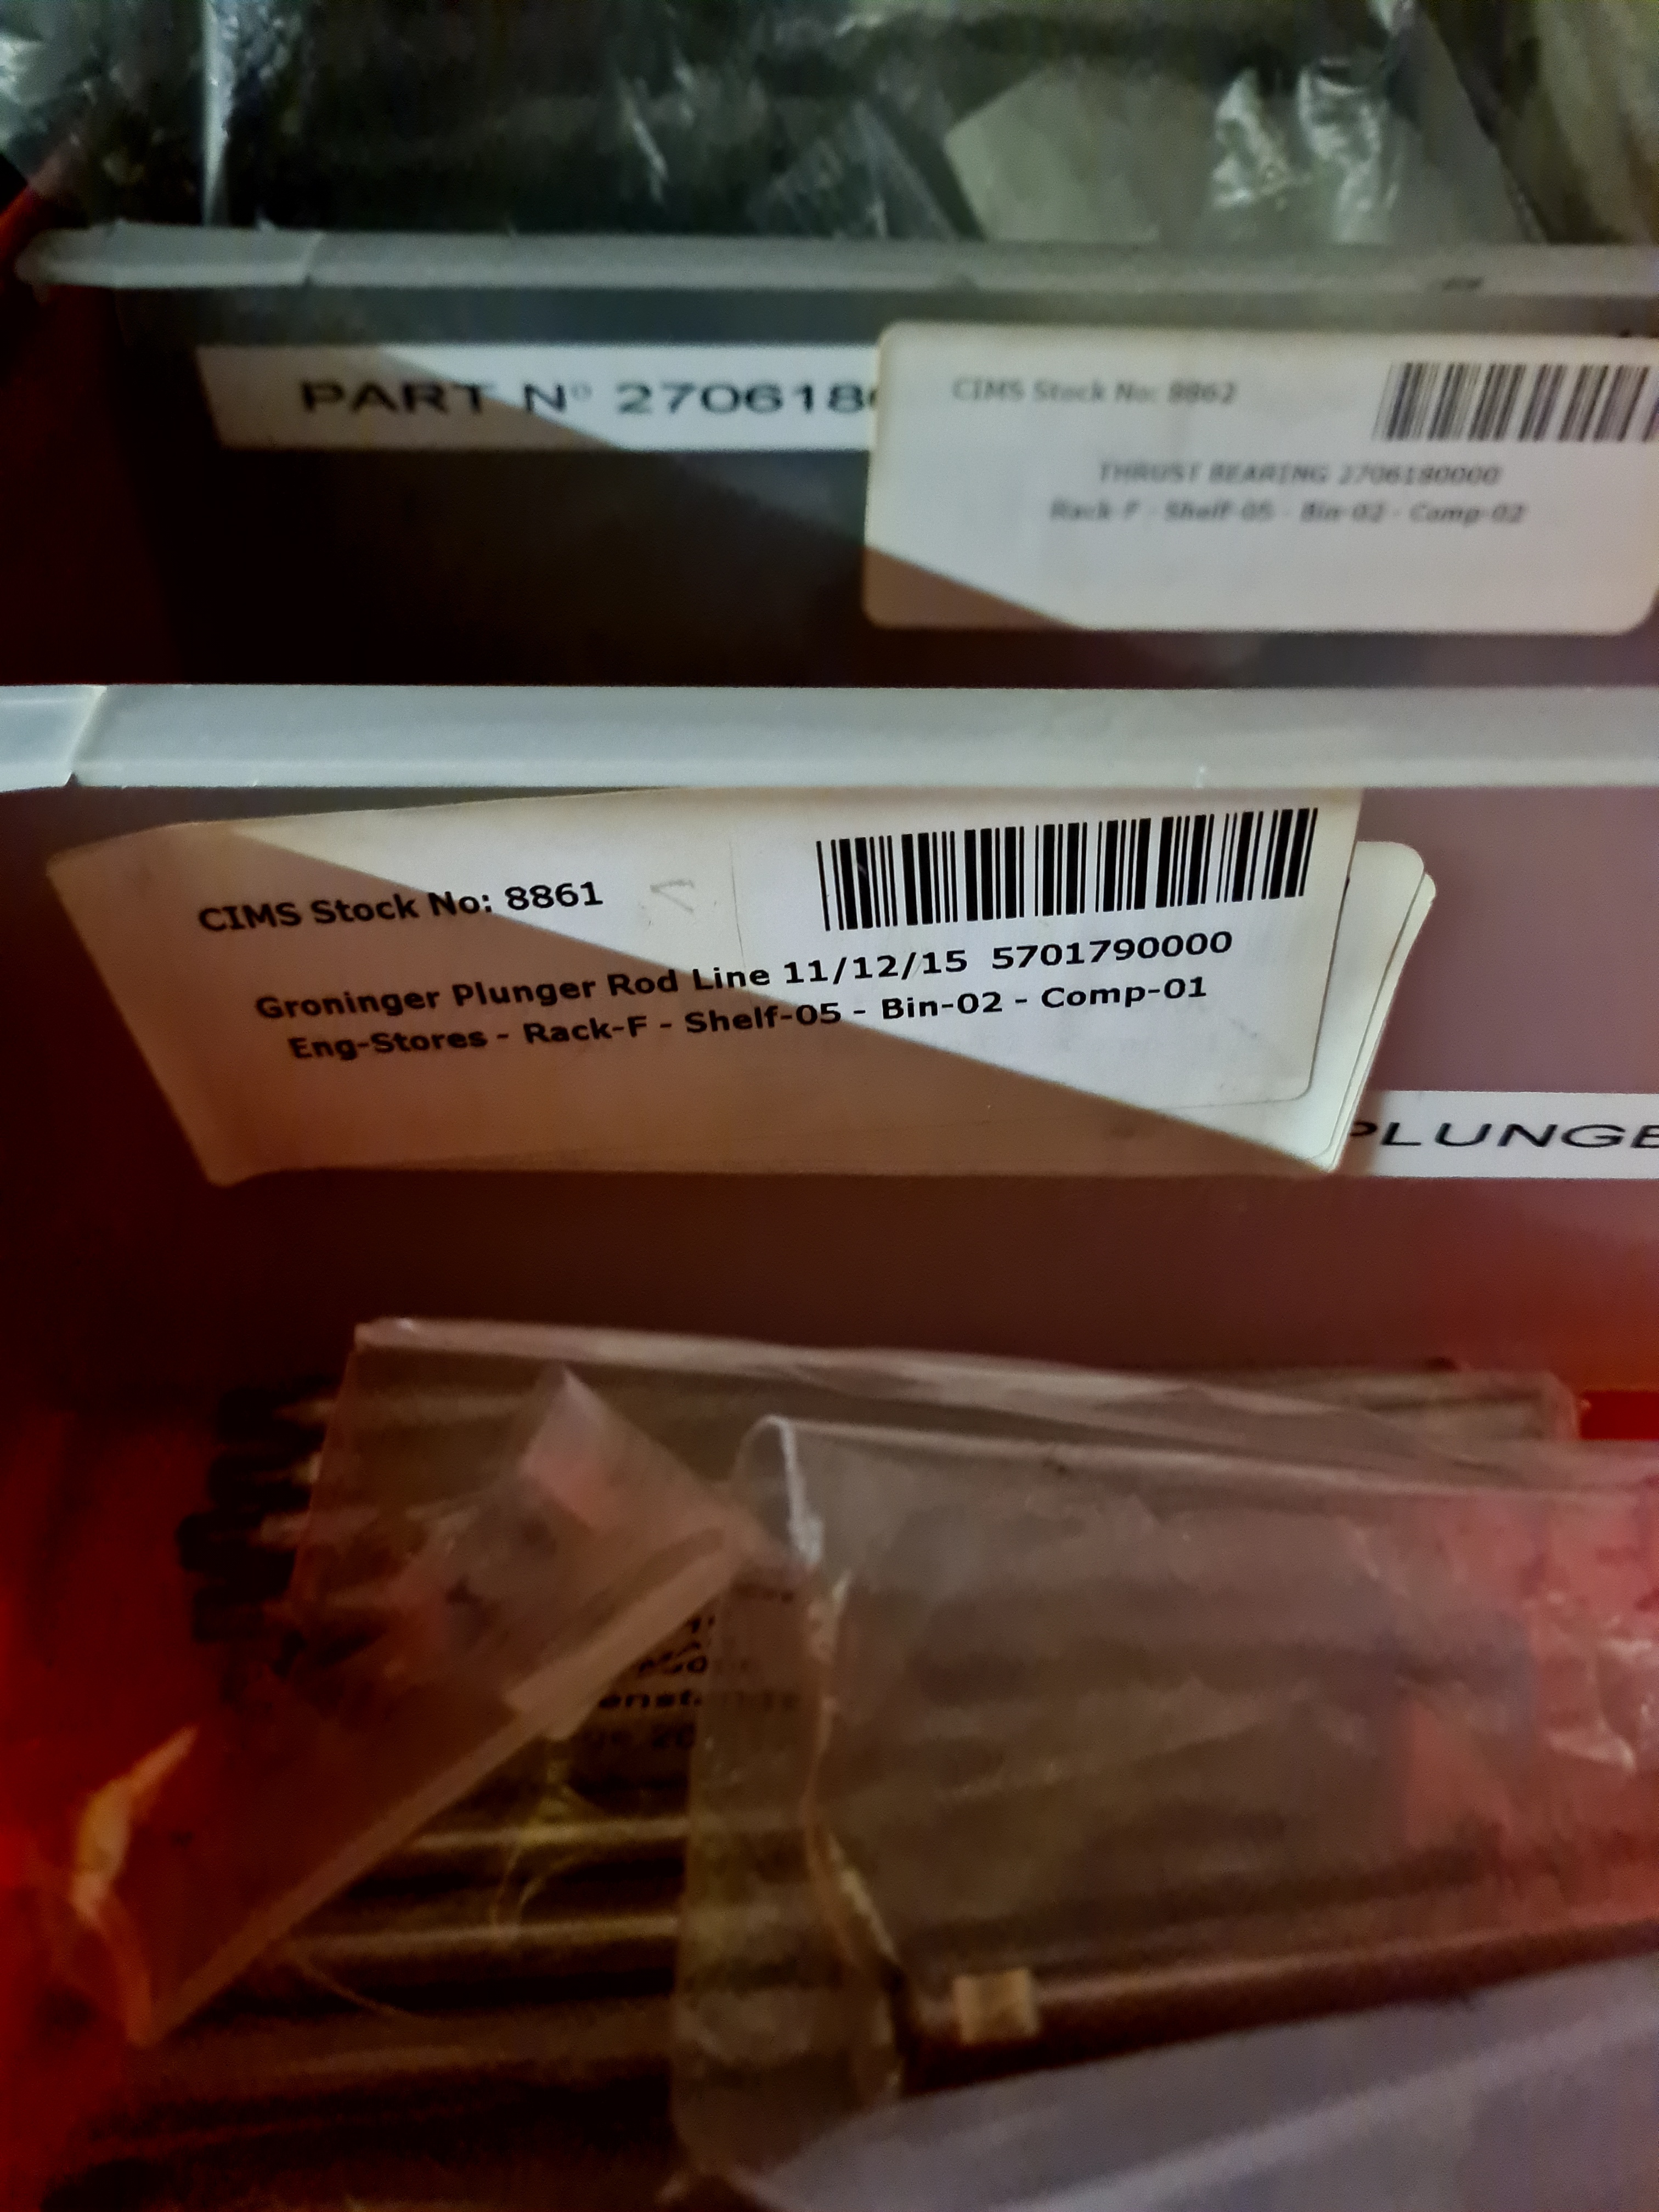 PART Nº 270618
CIMS Stock No: 8862
THRUST BEARING 2706180000
Rack-F - Shelf-05 - Bin-02 - Comp-02
CIMS Stock No: 8861
Groninger Plunger Rod Line 11/12/15 5701790000
Eng-Stores - Rack-F - Shelf-05 - Bin-02 - Comp-01
PLUNGE